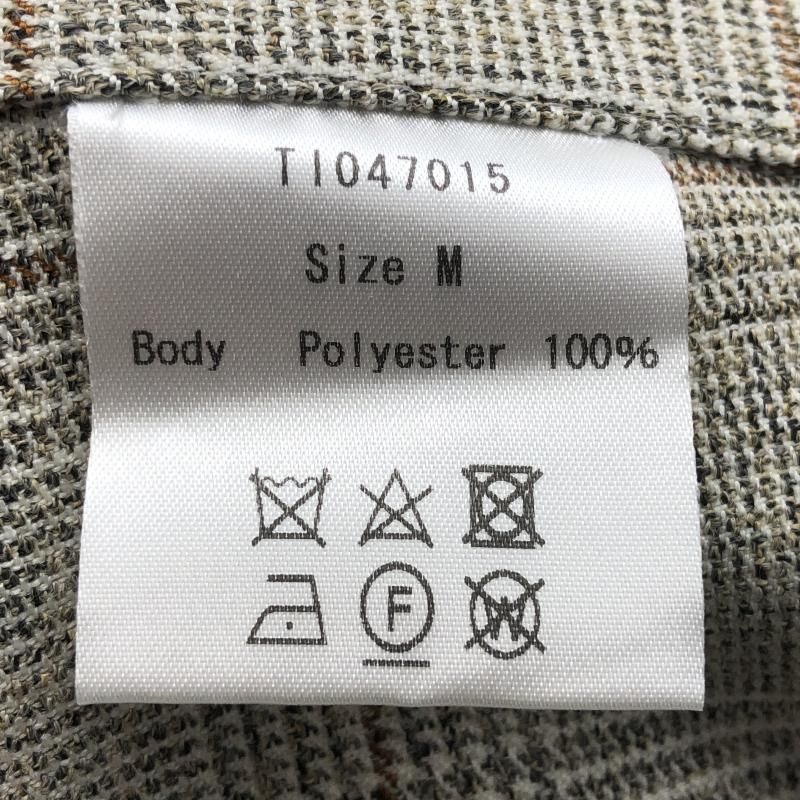 TI047015
Size M
Body Polyester 100%
F W